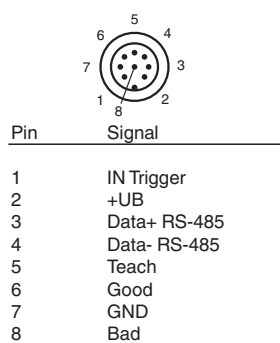 5
6 4
7 3
1 2
8
Pin Signal
1 IN Trigger
2 +UB
3 Data+ RS-485
4 Data- RS-485
5 Teach
6 Good
7 GND
8 Bad